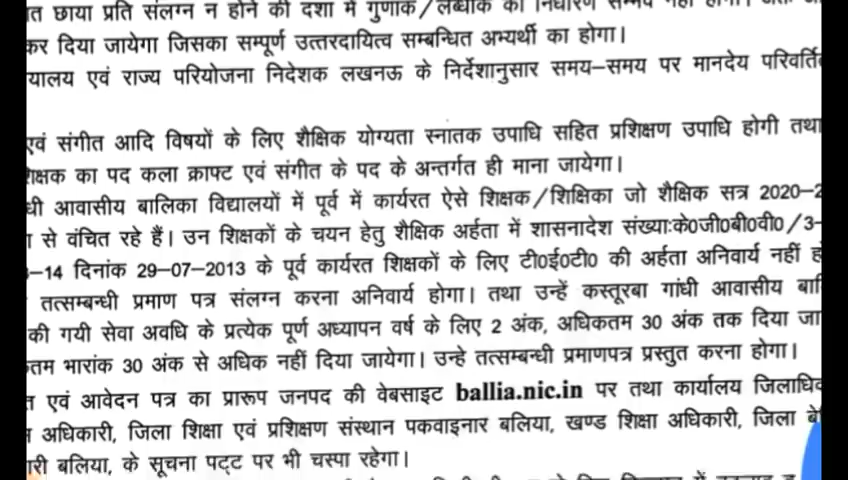 त छाया प्रति संलग्न न होने की दशा में गुणांक/लब्धांक का निर्धारण सम्भव नहीं होगा।
कर दिया जायेगा जिसका सम्पूर्ण उत्तरदायित्व सम्बन्धित अभ्यर्थी का होगा।
यालय एवं राज्य परियोजना निदेशक लखनऊ के निर्देशानुसार समय–समय पर मानदेय परिवर्ति
एवं संगीत आदि विषयों के लिए शैक्षिक योग्यता स्नातक उपाधि सहित प्रशिक्षण उपाधि होगी तथा
शिक्षक का पद कला क्राफ्ट एवं संगीत के पद के अन्तर्गत ही माना जायेगा।
धी आवासीय बालिका विद्यालयों में पूर्व में कार्यरत ऐसे शिक्षक/शिक्षिका जो शैक्षिक सत्र 2020–2
से वंचित रहे हैं। उन शिक्षकों के चयन हेतु शैक्षिक अर्हता में शासनादेश संख्याःके0जी0बी0वी0/3–
–14 दिनांक 29–07–2013 के पूर्व कार्यरत शिक्षकों के लिए टी0ई0टी0 की अर्हता अनिवार्य नहीं ह
तत्सम्बन्धी प्रमाण पत्र संलग्न करना अनिवार्य होगा। तथा उन्हें कस्तूरबा गांधी आवासीय बा
की गयी सेवा अवधि के प्रत्येक पूर्ण अध्यापन वर्ष के लिए 2 अंक, अधिकतम 30 अंक तक दिया जा
तम भारांक 30 अंक से अधिक नहीं दिया जायेगा। उन्हे तत्सम्बन्धी प्रमाणपत्र प्रस्तुत करना होगा।
त एवं आवेदन पत्र का प्रारूप जनपद की वेबसाइट ballia.nic.in पर तथा कार्यालय जिलाधि
अधिकारी, जिला शिक्षा एवं प्रशिक्षण संस्थान पकवाइनार बलिया, खण्ड शिक्षा अधिकारी, जिला बे
ारी बलिया, के सूचना पट्ट पर भी चस्पा रहेगा।